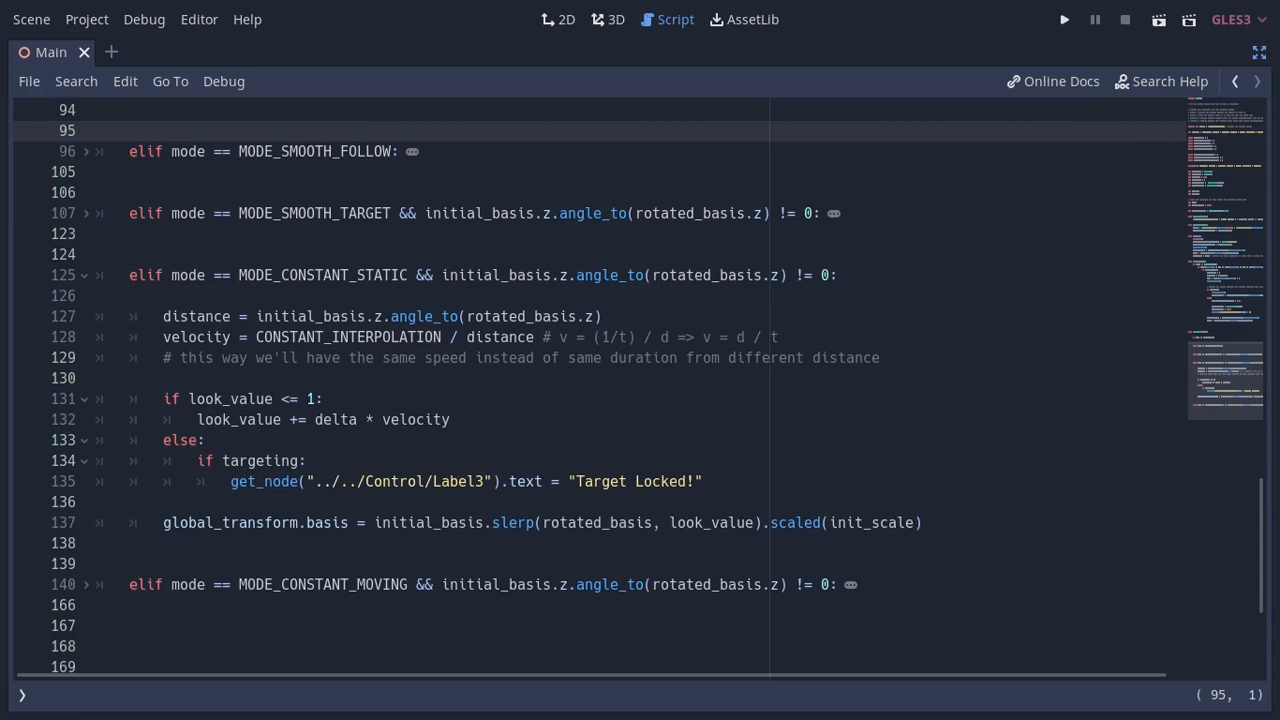 Scene Project Debug Editor Help 2D 3D Script AssetLib GLES3
Main
File Search Edit Go To Debug Online Docs Search Help
94
95
96 elif mode == MODE_SMOOTH_FOLLOW:
105
106
107 elif mode == MODE_SMOOTH_TARGET && initial_basis.z.angle_to(rotated_basis.z) != 0:
123
124
125 elif mode == MODE_CONSTANT_STATIC && initial_basis.z.angle_to(rotated_basis.z) != 0:
126
127 distance = initial_basis.z.angle_to(rotated_basis.z)
128 velocity = CONSTANT_INTERPOLAION / distance # v = (1/t) / d => v = d / t
129 # this way we'll have the same speed instead of same duration from different distance
130
131 if look_value <= 1:
132 look_value += delta * velocity
133 else:
134 if targeting:
135 get_node("../../Control/Label3").text = "Target Locked!"
136
137 global_transform.basis = initial_basis.slerp(rotated_basis, look_value).scaled(init_scale)
138
139
140 elif mode == MODE_CONSTANT_MOVING && initial_basis.z.angle_to(rotated_basis.z) != 0:
166
167
168
169
( 95, 1)